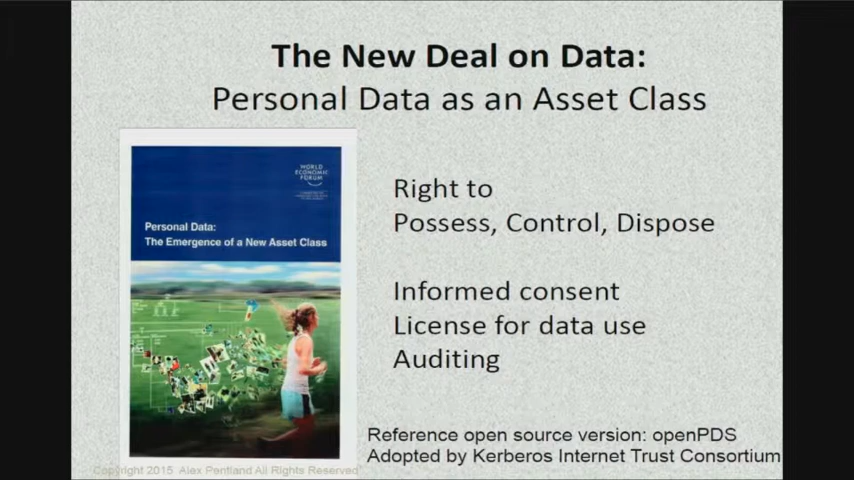 The New Deal on Data:
Personal Data as an Asset Class
WORLD
ECONOMIC
FORUM
Personal Data:
The Emergence of a New Asset Class
Right to
Possess, Control, Dispose
Informed consent
License for data use
Auditing
Reference open source version: openPDS
Adopted by Kerberos Internet Trust Consortium
Copyright 2015 Alex Pentland All Rights Reserved